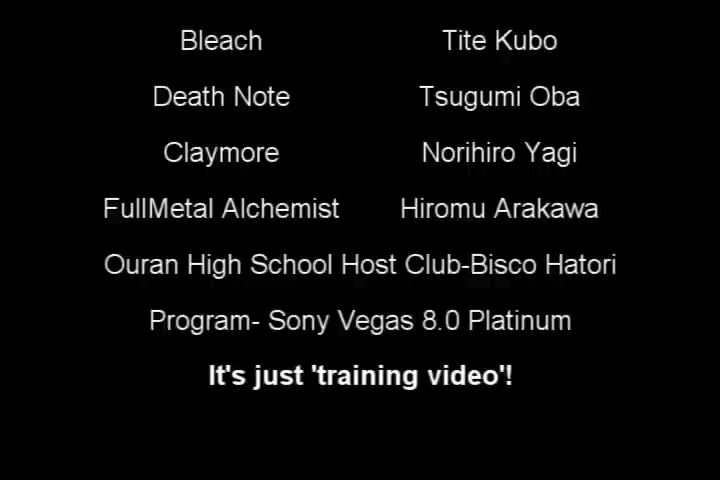 Bleach Tite Kubo
Death Note Tsugumi Oba
Claymore Norihiro Yagi
FullMetal Alchemist Hiromu Arakawa
Ouran High School Host Club-Bisco Hatori
Program- Sony Vegas 8.0 Platinum
It's just 'training video'!